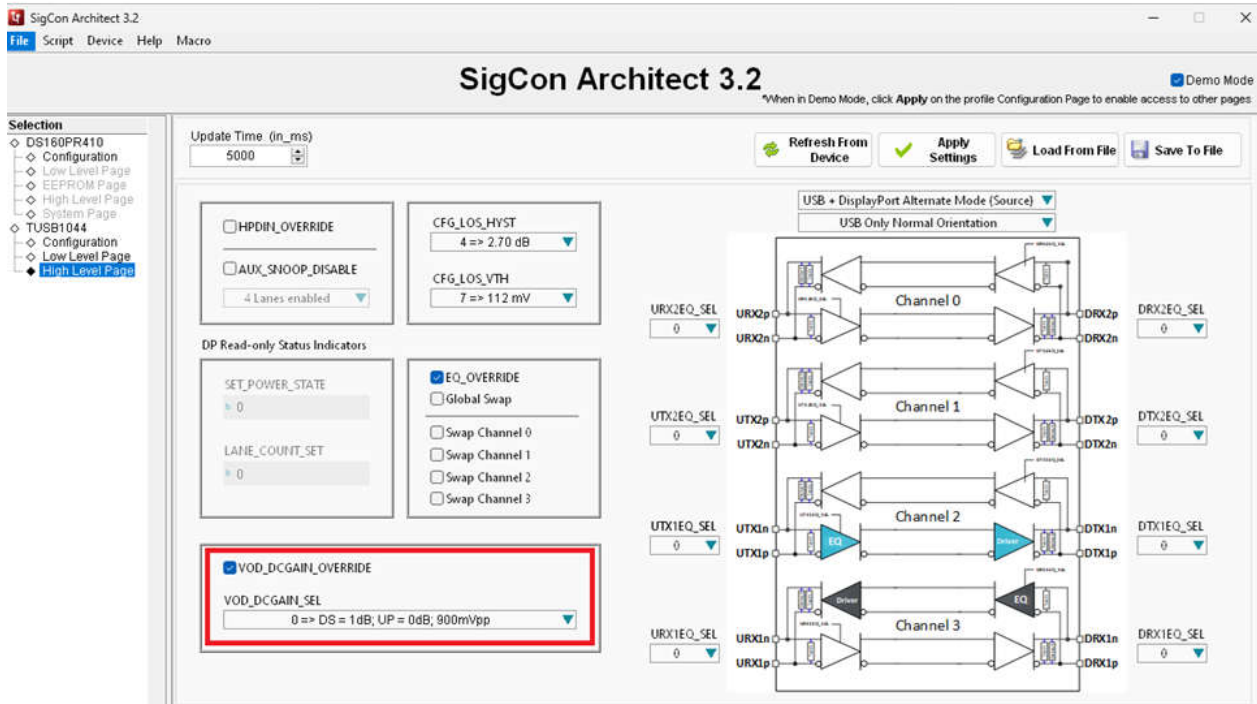 SigCon Architect 3.2
File Script Device Help Macro
SigCon Architect 3.2
Demo Mode
*When in Demo Mode, click Apply on the profile Configuration Page to enable access to other pages
Selection
DS160PR410
Configuration
Low Level Page
EEPROM Page
High Level Page
System Page
TUSB1044
Configuration
Low Level Page
High Level Page
Update Time (in_ms)
5000
Refresh From Device
Apply Settings
Load From File
Save To File
HPDIN_OVERRIDE
AUX_SNOOP_DISABLE
4 Lanes enabled
CFG_LOS_HYST
4 => 2.70 dB
CFG_LOS_VTH
7 => 112 mV
DP Read-only Status Indicators
SET_POWER_STATE
0
LANE_COUNT_SET
0
EQ_OVERRIDE
Global Swap
Swap Channel 0
Swap Channel 1
Swap Channel 2
Swap Channel 3
VOD_DCGAIN_OVERRIDE
VOD_DCGAIN_SEL
0 => DS = 1dB; UP = 0dB; 900mVpp
USB + DisplayPort Alternate Mode (Source)
USB Only Normal Orientation
URX2EQ_SEL
0
URX2p
URX2n
Channel 0
DRX2p
DRX2n
DRX2EQ_SEL
0
UTX2EQ_SEL
0
UTX2p
UTX2n
Channel 1
DTX2p
DTX2n
DTX2EQ_SEL
0
UTX1EQ_SEL
0
UTX1n
UTX1p
EQ
Channel 2
Driver
DTX1n
DTX1p
DTX1EQ_SEL
0
URX1EQ_SEL
0
URX1n
URX1p
Driver
Channel 3
EQ
DRX1n
DRX1p
DRX1EQ_SEL
0